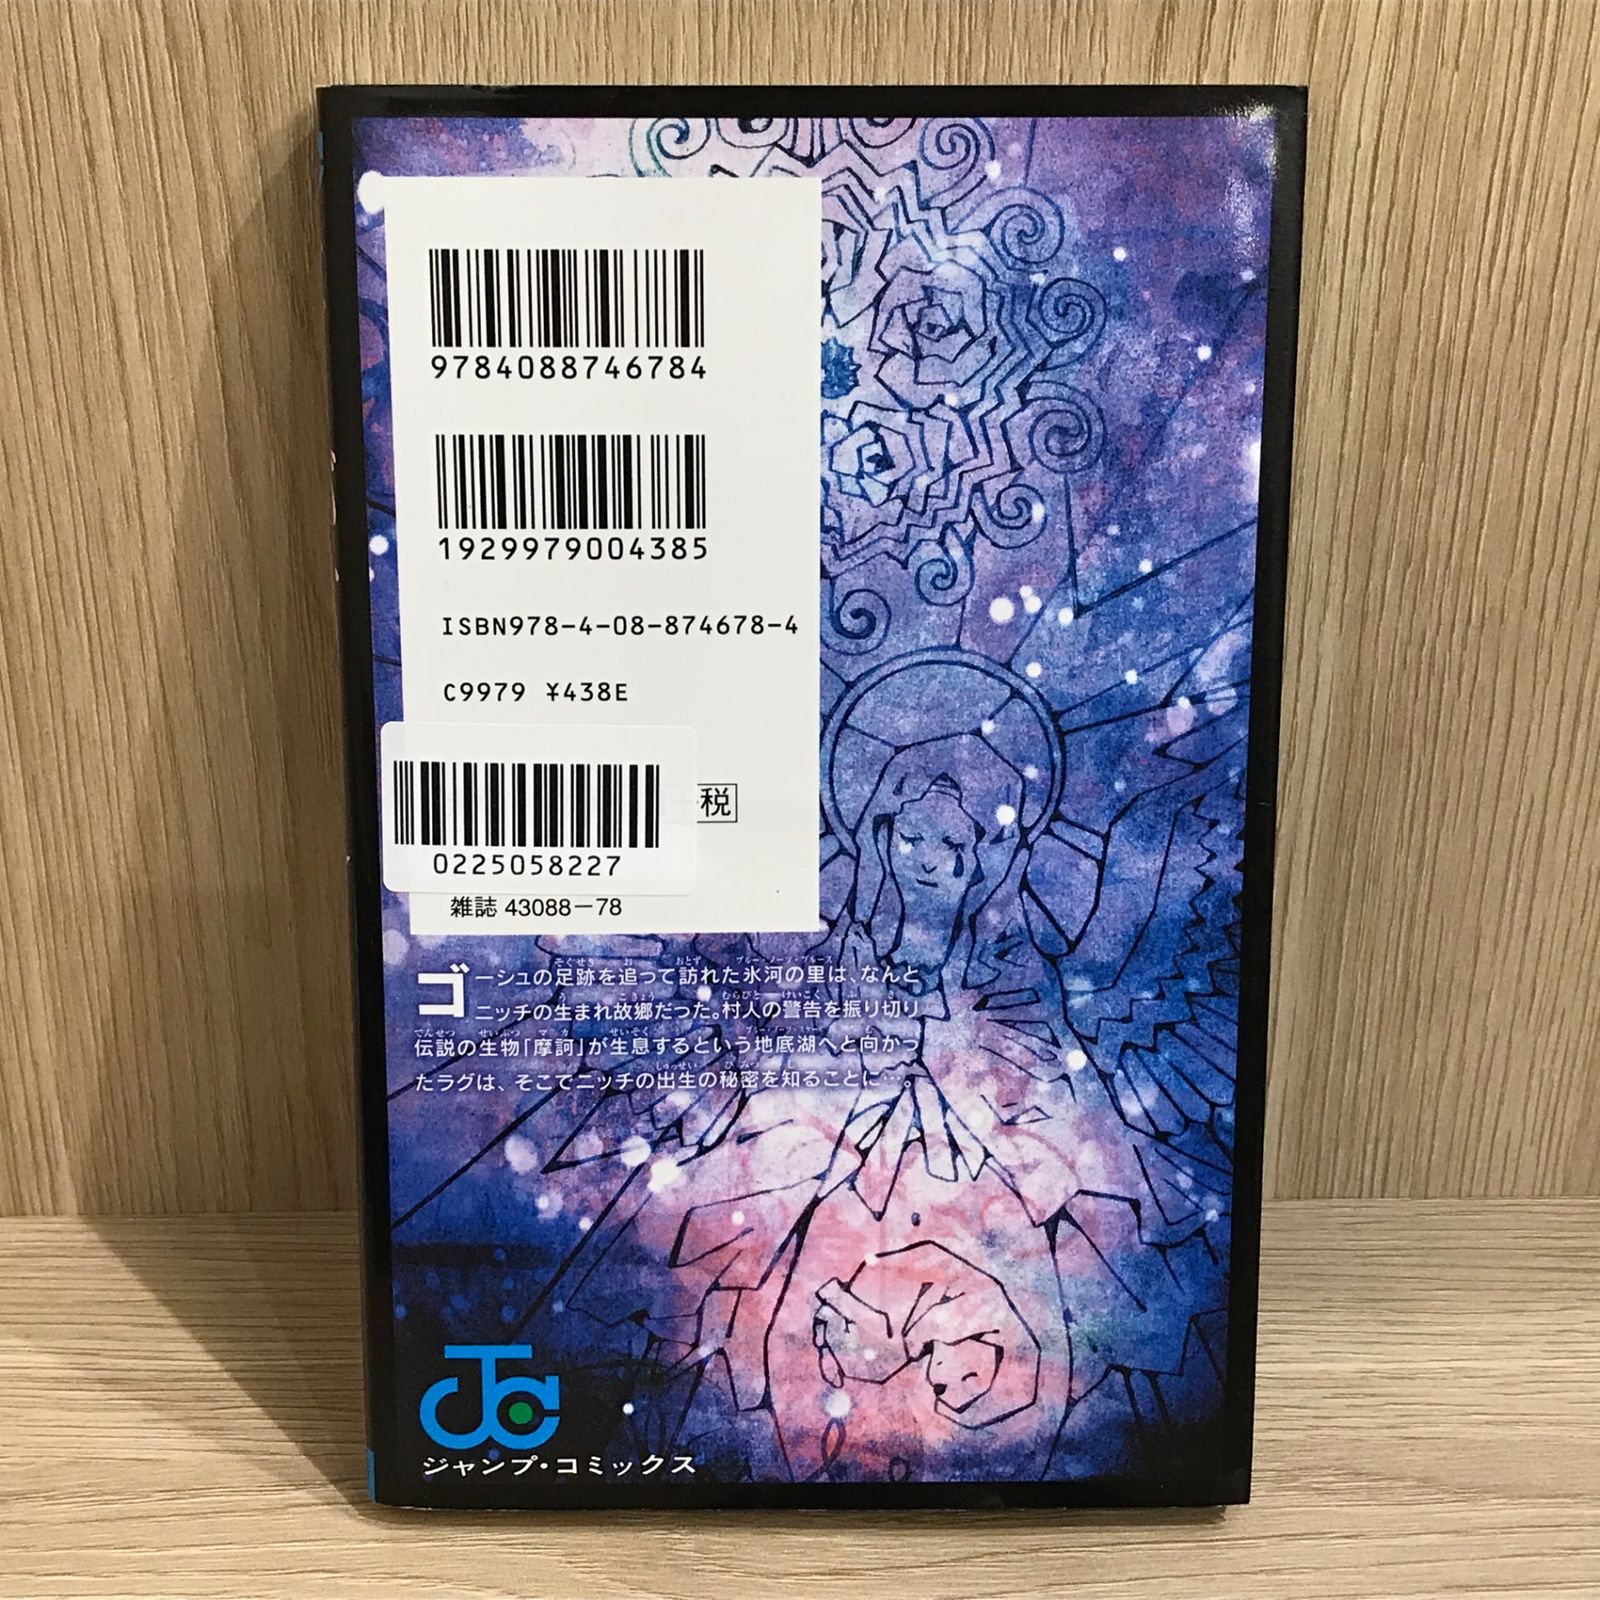 9784088746784
1929979004385
ISBN978-4-08-874678-4
C9979 ¥438E
税
0225058227
雑誌 43088-78
ゴーシュの足跡を追って訪れた氷河の里は、なんと
ニッチの生まれ故郷だった。村人の警告を振り切り
伝説の生物「摩訶」が生息するという地底湖へと向かっ
たラグは、そこでニッチの出生の秘密を知ることに…。
JC
ジャンプ・コミックス